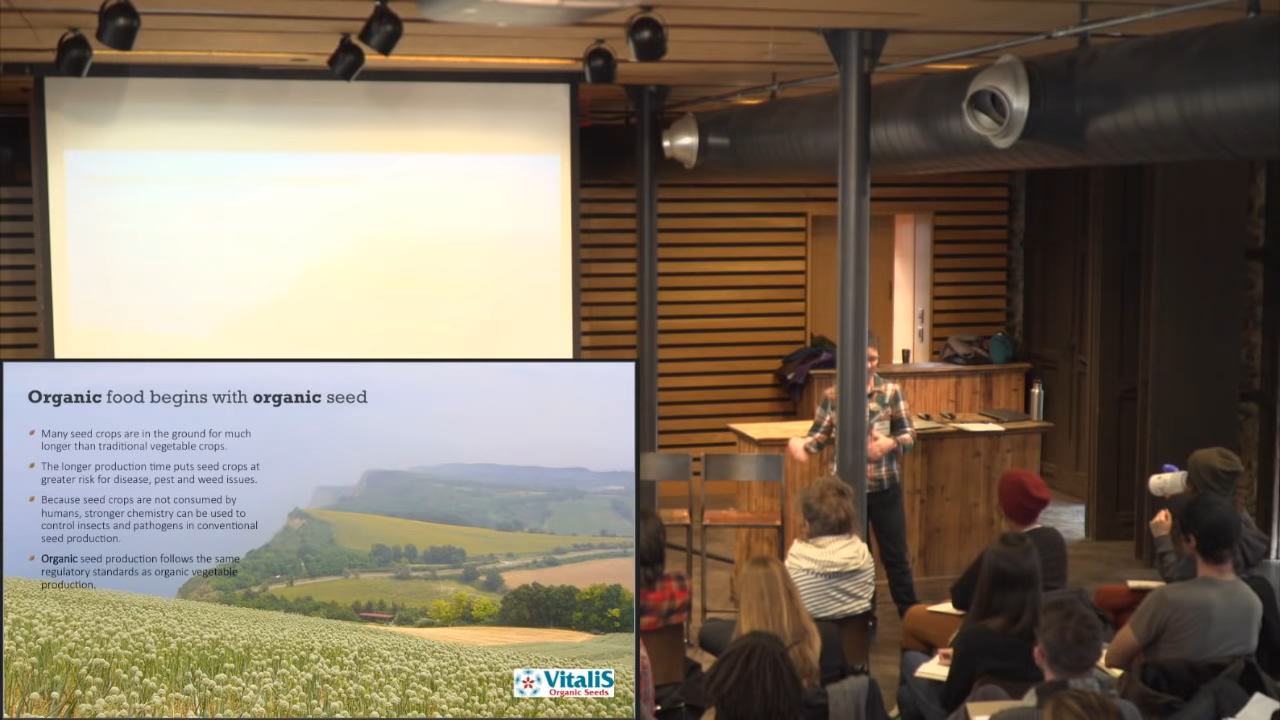 Organic food begins with organic seed
Many seed crops are in the ground for much
longer than traditional vegetable crops.
The longer production time puts seed crops at
greater risk for disease, pest and weed issues.
Because seed crops are not consumed by
humans, stronger chemistry can be used to
control insects and pathogens in conventional
seed production.
Organic seed production follows the same
regulatory standards as organic vegetable
production.
VitaliS
Organic Seeds